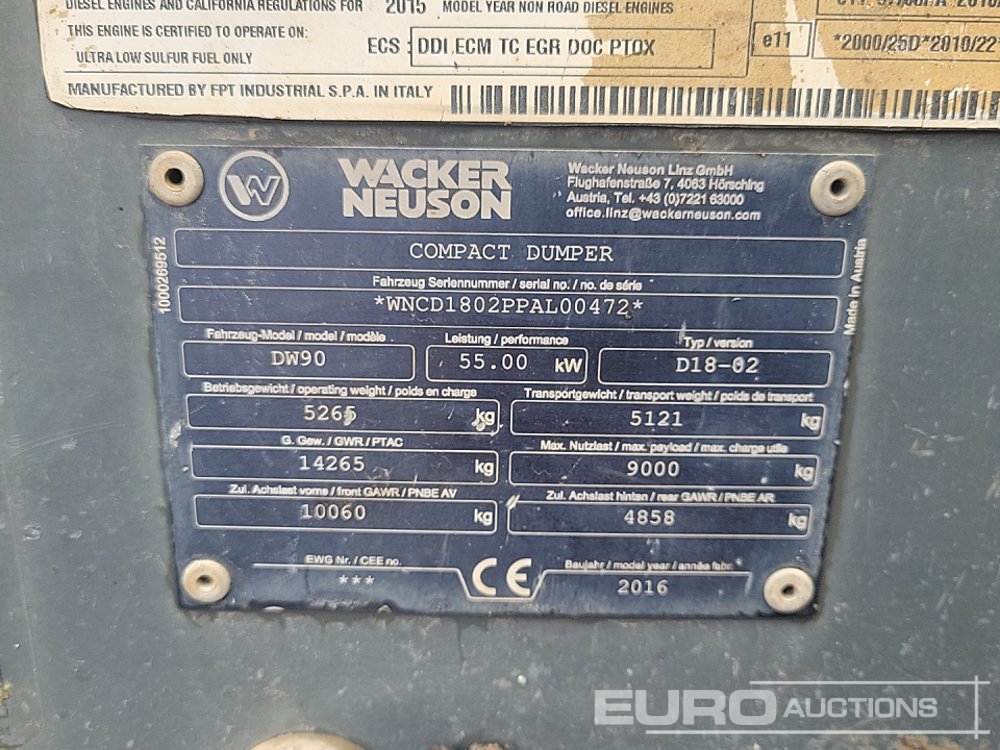 DIESEL ENGINES AND CALIFORNIA REGULATIONS FOR 2015 MODEL YEAR NON ROAD DIESEL ENGINES
THIS ENGINE IS CERTIFIED TO OPERATE ON:
ULTRA LOW SULFUR FUEL ONLY
ECS : DDI ECM TC EGR DOC PTOX
e11 *2000/25D*2010/22*
MANUFACTURED BY FPT INDUSTRIAL S.P.A. IN ITALY
WACKER
NEUSON
Wacker Neuson Linz GmbH
Flughafenstraße 7, 4063 Hörsching
Austria, Tel. +43 (0)7221 63000
office.linz@wackerneuson.com
COMPACT DUMPER
Fahrzeug Seriennummer / serial no. / no. de série
*WNCD1802PPAL00472*
1000269512
Made in Austria
Fahrzeug-Model / model / modèle
DW90
Leistung / performance
55.00 kW
Typ / version
D18-02
Betriebsgewicht / operating weight / poids en charge
5265 kg
Transportgewicht / transport weight / poids de transport
5121 kg
G. Gew. / GWR / PTAC
14265 kg
Max. Nutzlast / max. payload / max. charge utile
9000 kg
Zul. Achslast vorne / front GAWR / PNBE AV
10060 kg
Zul. Achslast hinten / rear GAWR / PNBE AR
4858 kg
EWG Nr. / CEE no.
***
CE
Baujahr / model year / année fabr.
2016
EURO AUCTIONS